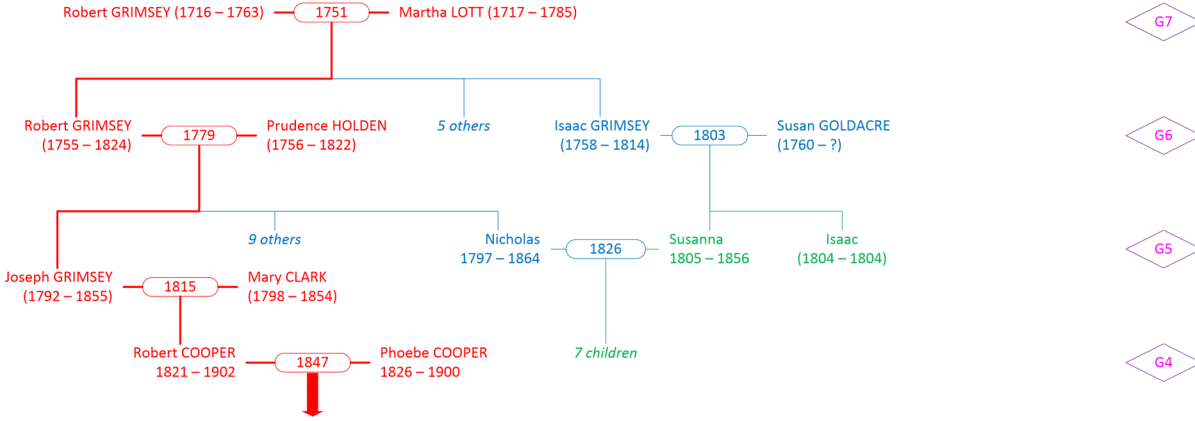 Robert GRIMSEY (1716 – 1763) 1751 Martha LOTT (1717 – 1785) G7
Robert GRIMSEY Prudence HOLDEN 5 others Isaac GRIMSEY Susan GOLDACRE
1779 1803 G6
(1755 – 1824) (1756 – 1822) (1758 – 1814) (1760 – ?)
9 others Nicholas Susanna Isaac
1826 G5
1797 – 1864 1805 – 1856 (1804 – 1804)
Joseph GRIMSEY Mary CLARK
1815
(1792 – 1855) (1798 – 1854)
Robert COOPER Phoebe COOPER 7 children
1847 G4
1821 – 1902 1826 – 1900